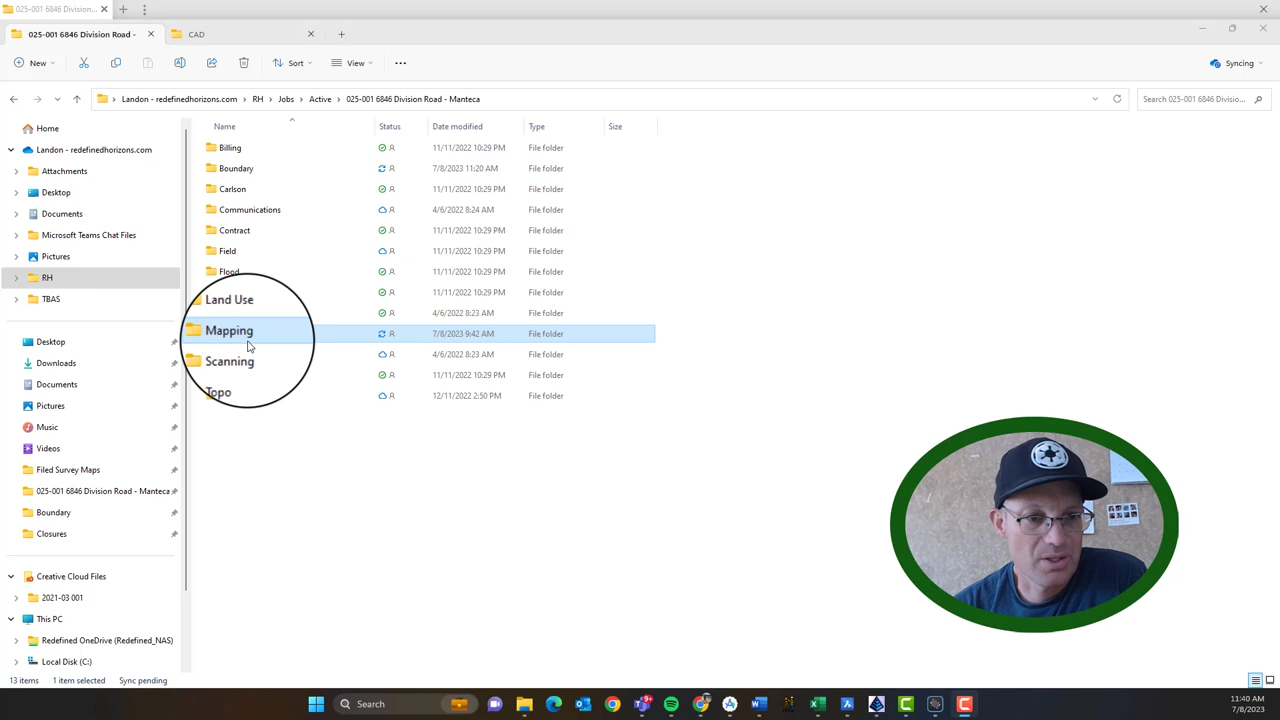 025-001 6846 Division Road -
025-001 6846 Division Road - CAD
New Sort View Syncing
Landon - redefinedhorizons.com RH Jobs Active 025-001 6846 Division Road - Manteca Search 025-001 6846 Divisio...
Home
Landon - redefinedhorizons.com
Attachments
Desktop
Documents
Microsoft Teams Chat Files
Pictures
RH
TBAS
Desktop
Downloads
Documents
Pictures
Music
Videos
Filed Survey Maps
025-001 6846 Division Road - Manteca
Boundary
Closures
Creative Cloud Files
2021-03 001
This PC
Redefined OneDrive (Redefined_NAS)
Local Disk (C:)
Name Status Date modified Type Size
Billing 11/11/2022 10:29 PM File folder
Boundary 7/8/2023 11:20 AM File folder
Carlson 11/11/2022 10:29 PM File folder
Communications 4/6/2022 8:24 AM File folder
Contract 11/11/2022 10:29 PM File folder
Field 11/11/2022 10:29 PM File folder
Flood 11/11/2022 10:29 PM File folder
11/11/2022 10:29 PM File folder
Land Use 4/6/2022 8:23 AM File folder
Mapping 7/8/2023 9:42 AM File folder
Scanning 4/6/2022 8:23 AM File folder
Topo 11/11/2022 10:29 PM File folder
12/11/2022 2:50 PM File folder
13 items 1 item selected Sync pending
Search 9+ 11:40 AM
7/8/2023